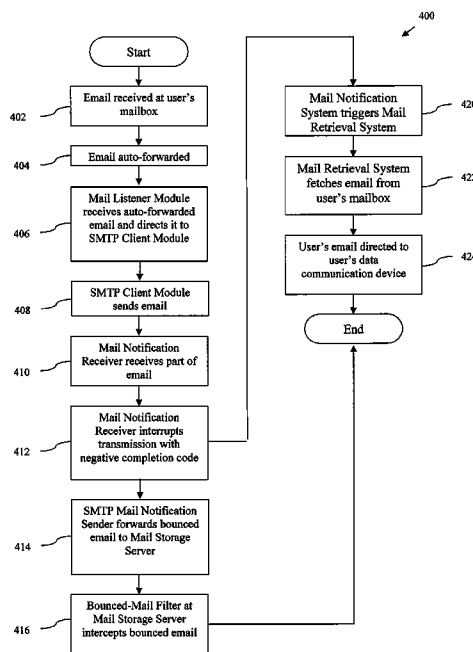 400
Start
402
Email received at user's
mailbox
404
Email auto-forwarded
406
Mail Listener Module
receives auto-forwarded
email and directs it to
SMTP Client Module
408
SMTP Client Module
sends email
410
Mail Notification
Receiver receives part of
email
412
Mail Notification
Receiver interrupts
transmission with
negative completion code
414
SMTP Mail Notification
Sender forwards bounced
email to Mail Storage
Server
416
Bounced-Mail Filter at
Mail Storage Server
intercepts bounced email
Mail Notification
System triggers Mail
Retrieval System
420
Mail Retrieval System
fetches email from
user's mailbox
422
User's email directed to
user's data
communication device
424
End